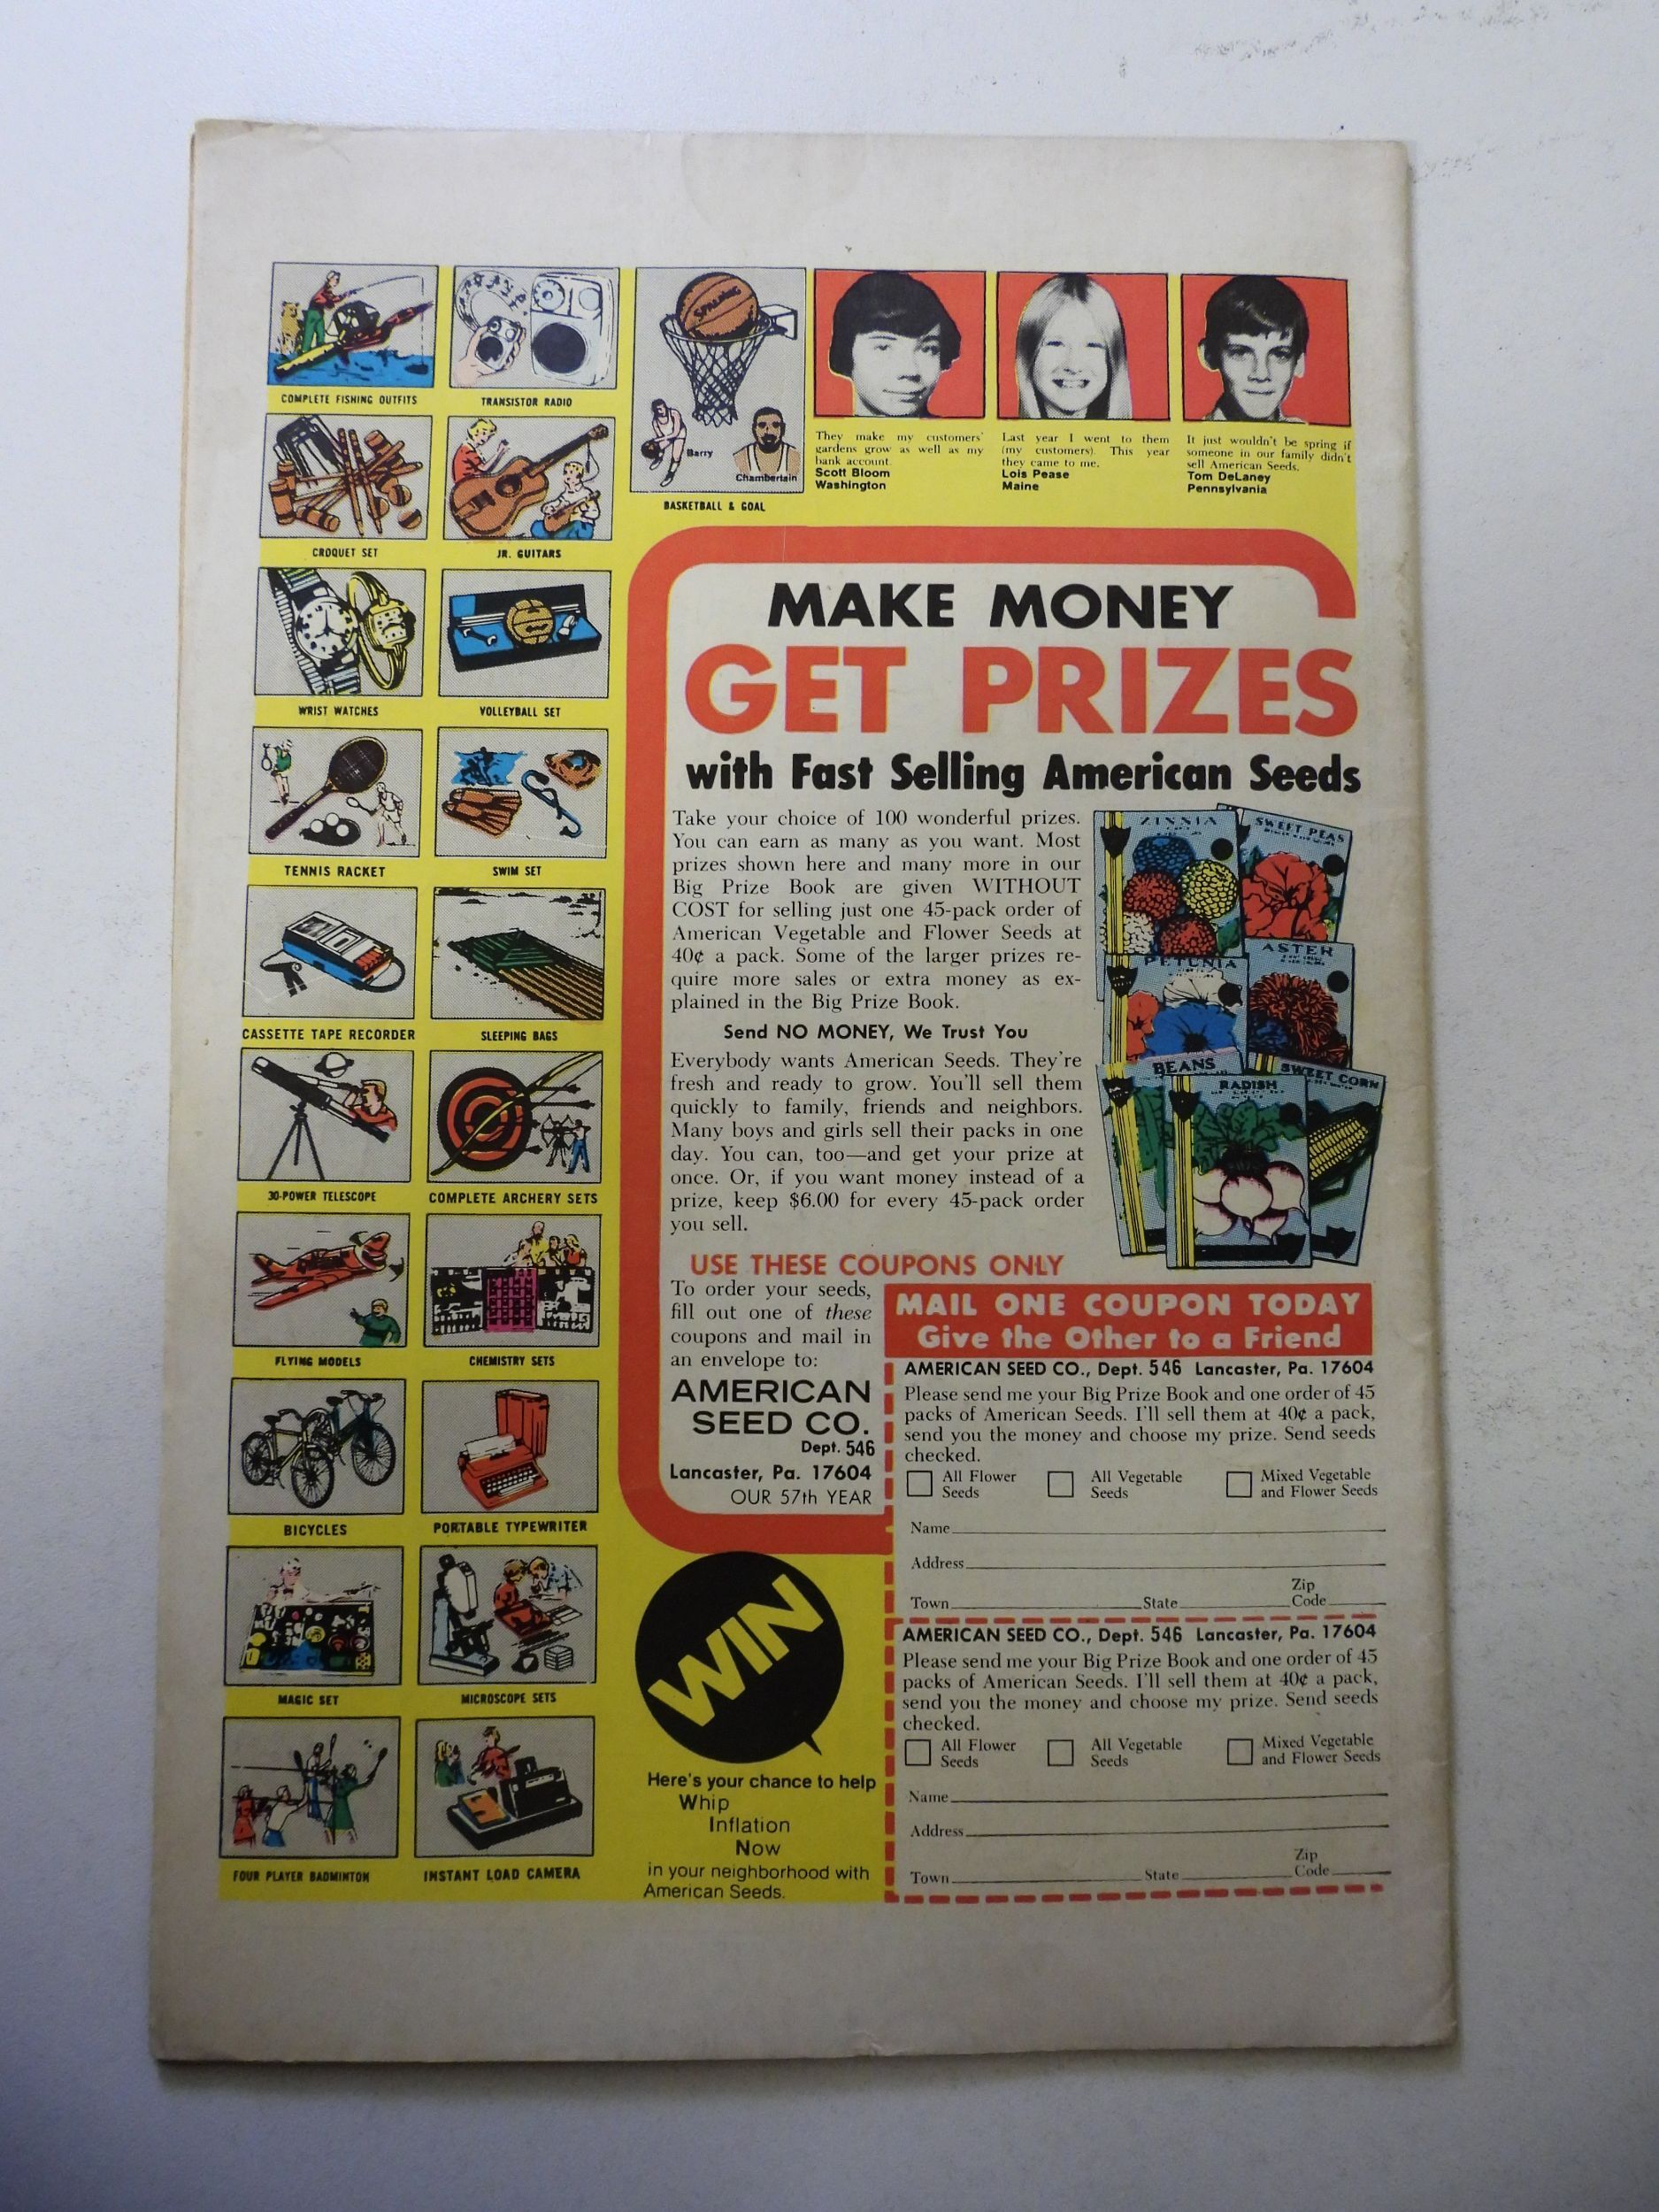 COMPLETE FISHING OUTFITS
TRANSISTOR RADIO
SPALDING
Barry
Chamberlain
BASKETBALL & GOAL
CROQUET SET
JR. GUITARS
WRIST WATCHES
VOLLEYBALL SET
TENNIS RACKET
SWIM SET
CASSETTE TAPE RECORDER
SLEEPING BAGS
30-POWER TELESCOPE
COMPLETE ARCHERY SETS
FLYING MODELS
CHEMISTRY SETS
BICYCLES
PORTABLE TYPEWRITER
MAGIC SET
MICROSCOPE SETS
FOUR PLAYER BADMINTON
INSTANT LOAD CAMERA
They make my customers'
gardens grow as well as my
bank account.
Scott Bloom
Washington
Last year I went to them
(my customers). This year
they came to me.
Lois Pease
Maine
It just wouldn't be spring if
someone in our family didn't
sell American Seeds.
Tom DeLaney
Pennsylvania
MAKE MONEY
GET PRIZES
with Fast Selling American Seeds
Take your choice of 100 wonderful prizes.
You can earn as many as you want. Most
prizes shown here and many more in our
Big Prize Book are given WITHOUT
COST for selling just one 45-pack order of
American Vegetable and Flower Seeds at
40¢ a pack. Some of the larger prizes re-
quire more sales or extra money as ex-
plained in the Big Prize Book.
Send NO MONEY, We Trust You
Everybody wants American Seeds. They're
fresh and ready to grow. You'll sell them
quickly to family, friends and neighbors.
Many boys and girls sell their packs in one
day. You can, too—and get your prize at
once. Or, if you want money instead of a
prize, keep $6.00 for every 45-pack order
you sell.
ZINNIA
SWEET PEAS
PETUNIA
ASTER
BEANS
RADISH
SWEET CORN
USE THESE COUPONS ONLY
To order your seeds,
fill out one of these
coupons and mail in
an envelope to:
AMERICAN
SEED CO.
Dept. 546
Lancaster, Pa. 17604
OUR 57th YEAR
WIN
Here's your chance to help
Whip
Inflation
Now
in your neighborhood with
American Seeds.
MAIL ONE COUPON TODAY
Give the Other to a Friend
AMERICAN SEED CO., Dept. 546 Lancaster, Pa. 17604
Please send me your Big Prize Book and one order of 45
packs of American Seeds. I'll sell them at 40¢ a pack,
send you the money and choose my prize. Send seeds
checked.
All Flower Seeds
All Vegetable Seeds
Mixed Vegetable and Flower Seeds
Name
Address
Town State Zip Code
AMERICAN SEED CO., Dept. 546 Lancaster, Pa. 17604
Please send me your Big Prize Book and one order of 45
packs of American Seeds. I'll sell them at 40¢ a pack,
send you the money and choose my prize. Send seeds
checked.
All Flower Seeds
All Vegetable Seeds
Mixed Vegetable and Flower Seeds
Name
Address
Town State Zip Code